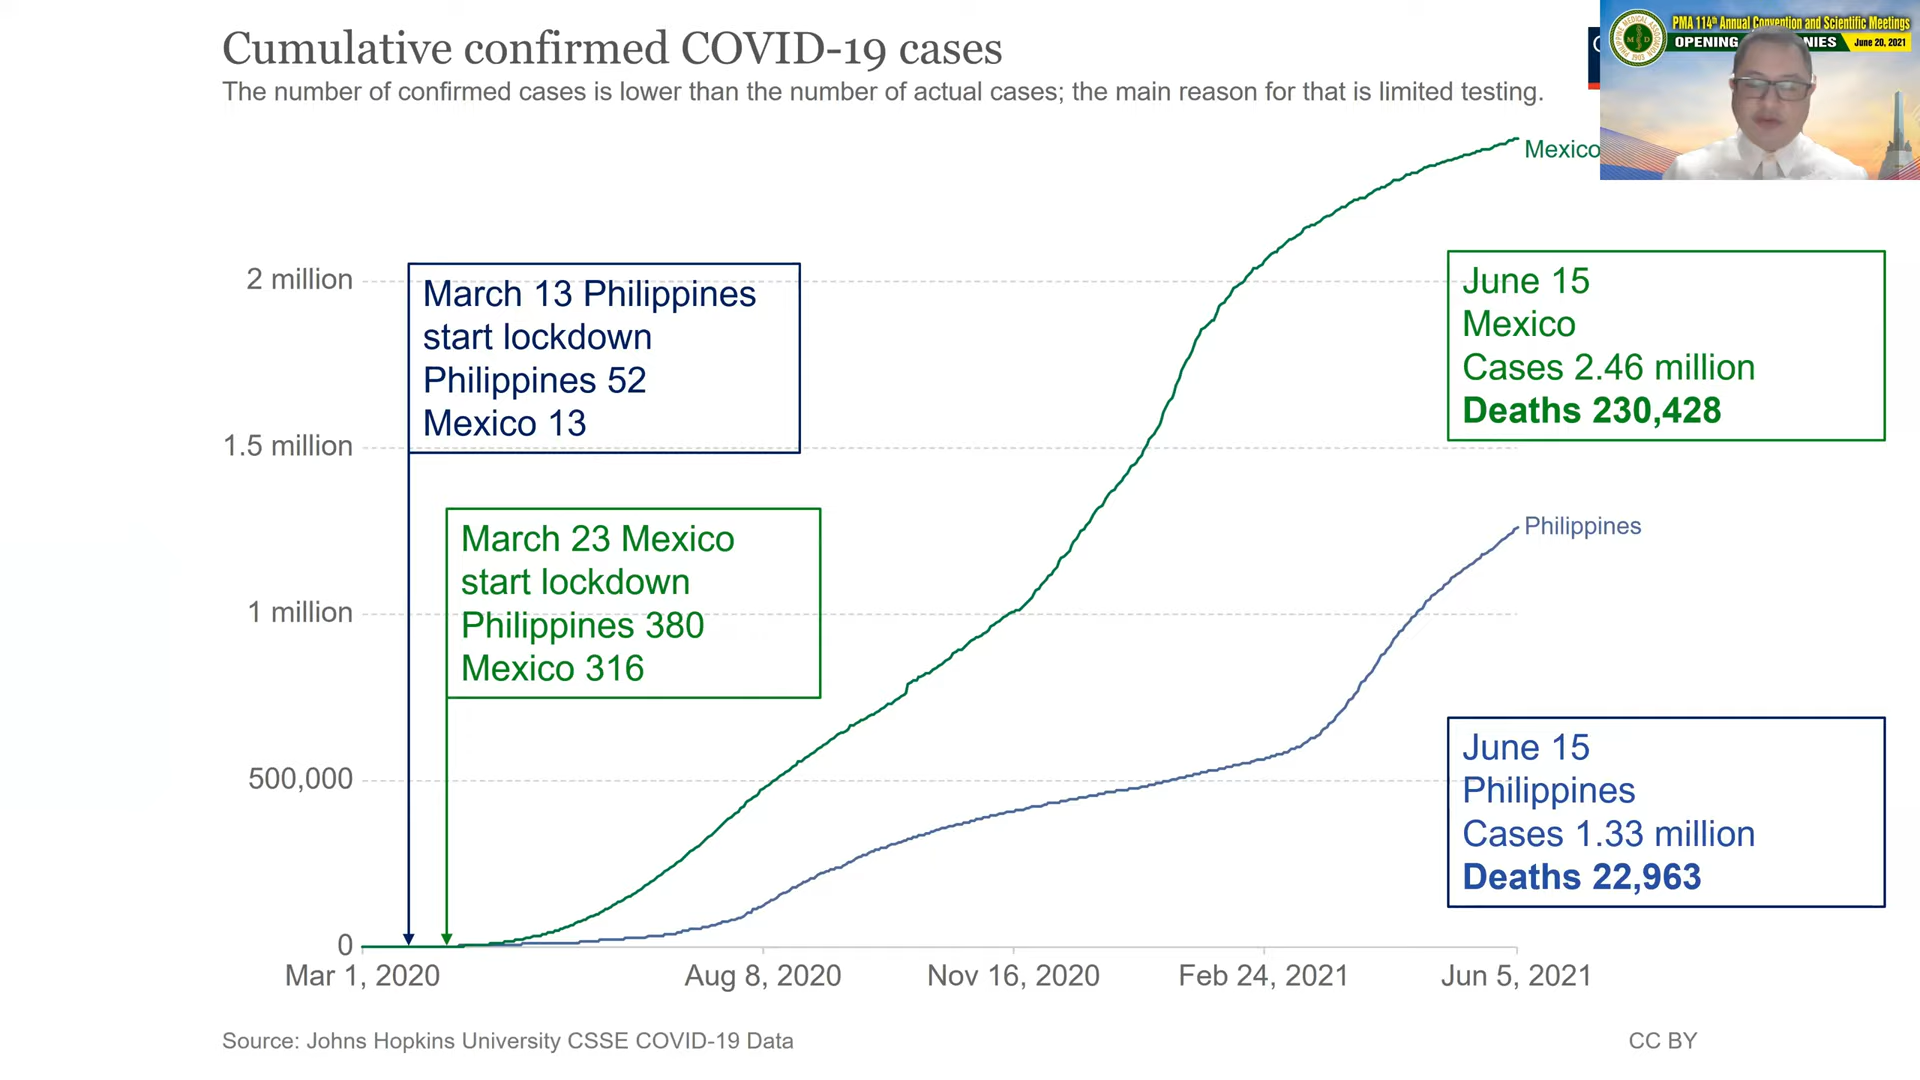 Cumulative confirmed COVID-19 cases
The number of confirmed cases is lower than the number of actual cases; the main reason for that is limited testing.
PMA 114th Annual Convention and Scientific Meetings
OPENING
June 20, 2021
Mexico
2 million
1.5 million
1 million
500,000
0
March 13 Philippines
start lockdown
Philippines 52
Mexico 13
March 23 Mexico
start lockdown
Philippines 380
Mexico 316
June 15
Mexico
Cases 2.46 million
Deaths 230,428
Philippines
June 15
Philippines
Cases 1.33 million
Deaths 22,963
Mar 1, 2020
Aug 8, 2020
Nov 16, 2020
Feb 24, 2021
Jun 5, 2021
Source: Johns Hopkins University CSSE COVID-19 Data
CC BY